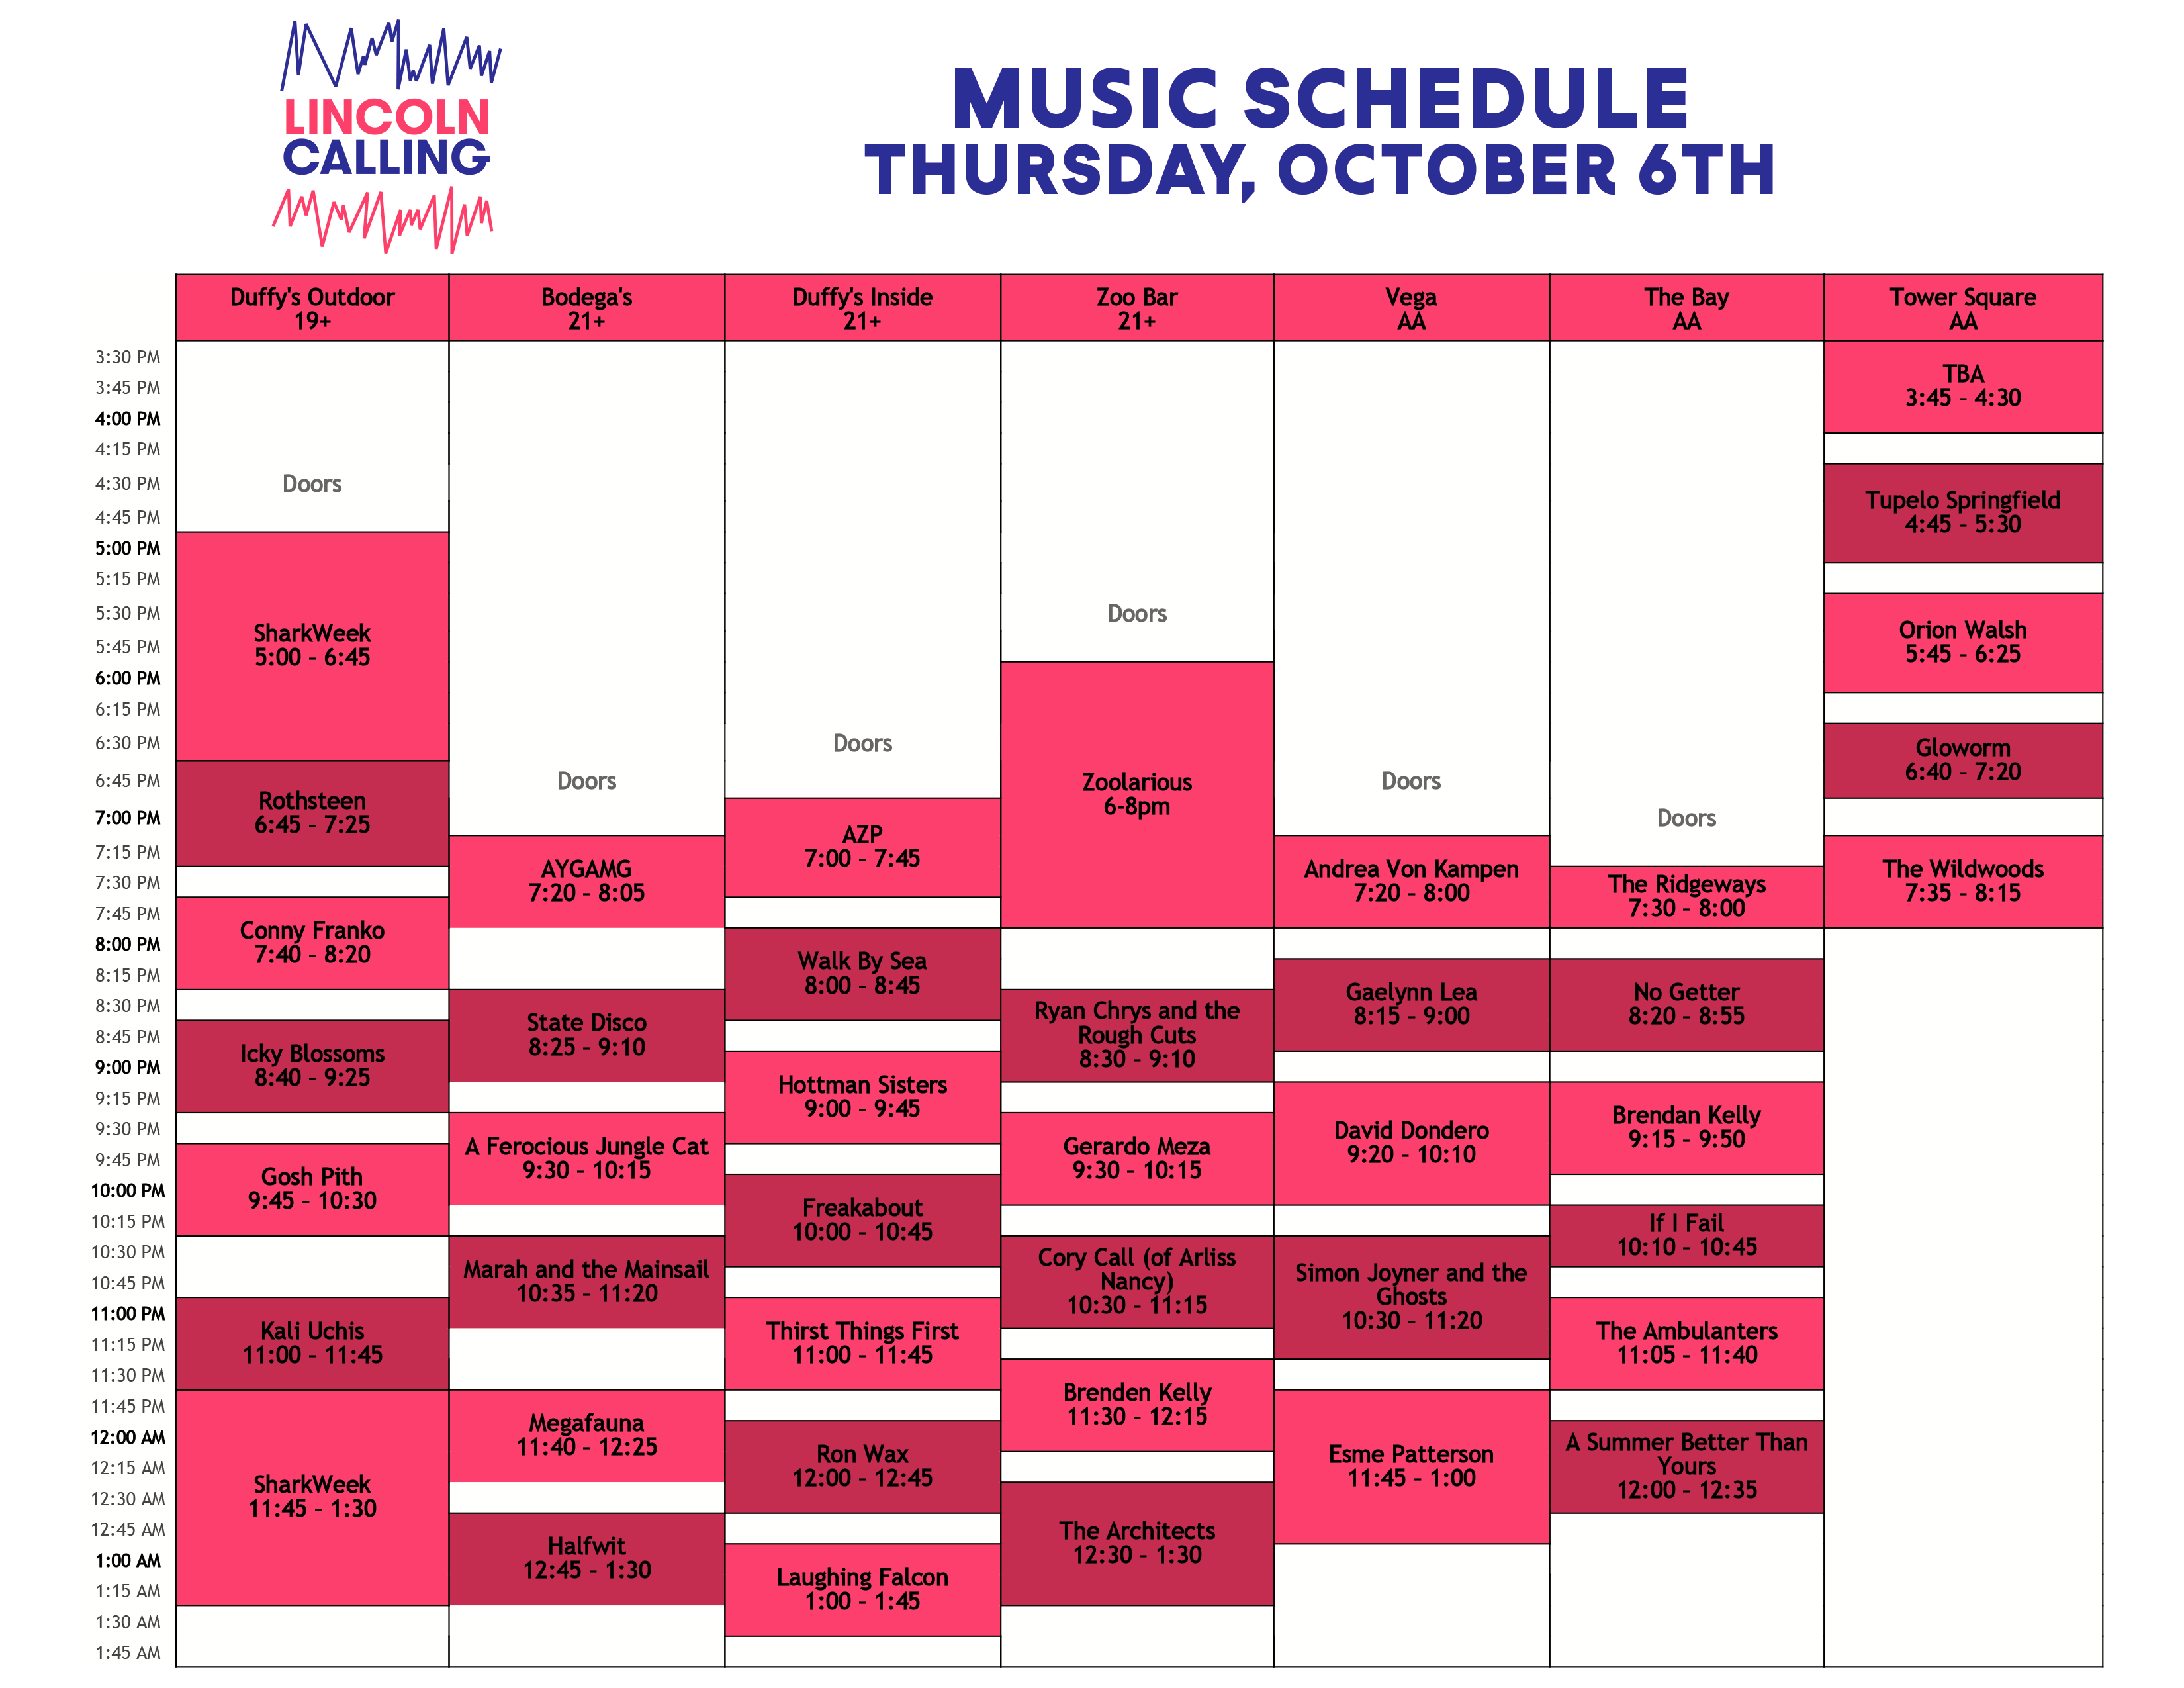 LINCOLN
CALLING
MUSIC SCHEDULE
THURSDAY, OCTOBER 6TH
Duffy's Outdoor
19+
Bodega's
21+
Duffy's Inside
21+
Zoo Bar
21+
Vega
AA
The Bay
AA
Tower Square
AA
3:30 PM
3:45 PM
4:00 PM
4:15 PM
4:30 PM
4:45 PM
5:00 PM
5:15 PM
5:30 PM
5:45 PM
6:00 PM
6:15 PM
6:30 PM
6:45 PM
7:00 PM
7:15 PM
7:30 PM
7:45 PM
8:00 PM
8:15 PM
8:30 PM
8:45 PM
9:00 PM
9:15 PM
9:30 PM
9:45 PM
10:00 PM
10:15 PM
10:30 PM
10:45 PM
11:00 PM
11:15 PM
11:30 PM
11:45 PM
12:00 AM
12:15 AM
12:30 AM
12:45 AM
1:00 AM
1:15 AM
1:30 AM
1:45 AM
Doors
SharkWeek
5:00 - 6:45
Rothsteen
6:45 - 7:25
Conny Franko
7:40 - 8:20
Icky Blossoms
8:40 - 9:25
Gosh Pith
9:45 - 10:30
Kali Uchis
11:00 - 11:45
SharkWeek
11:45 - 1:30
Doors
AYGAMG
7:20 - 8:05
State Disco
8:25 - 9:10
A Ferocious Jungle Cat
9:30 - 10:15
Marah and the Mainsail
10:35 - 11:20
Megafauna
11:40 - 12:25
Halfwit
12:45 - 1:30
Doors
AZP
7:00 - 7:45
Walk By Sea
8:00 - 8:45
Hottman Sisters
9:00 - 9:45
Freakabout
10:00 - 10:45
Thirst Things First
11:00 - 11:45
Ron Wax
12:00 - 12:45
Laughing Falcon
1:00 - 1:45
Doors
Zoolarious
6-8pm
Ryan Chrys and the
Rough Cuts
8:30 - 9:10
Gerardo Meza
9:30 - 10:15
Cory Call (of Arliss
Nancy)
10:30 - 11:15
Brenden Kelly
11:30 - 12:15
The Architects
12:30 - 1:30
Doors
Andrea Von Kampen
7:20 - 8:00
Gaelynn Lea
8:15 - 9:00
David Dondero
9:20 - 10:10
Simon Joyner and the
Ghosts
10:30 - 11:20
Esme Patterson
11:45 - 1:00
Doors
The Ridgeways
7:30 - 8:00
No Getter
8:20 - 8:55
Brendan Kelly
9:15 - 9:50
If I Fail
10:10 - 10:45
The Ambulanters
11:05 - 11:40
A Summer Better Than
Yours
12:00 - 12:35
TBA
3:45 - 4:30
Tupelo Springfield
4:45 - 5:30
Orion Walsh
5:45 - 6:25
Gloworm
6:40 - 7:20
The Wildwoods
7:35 - 8:15